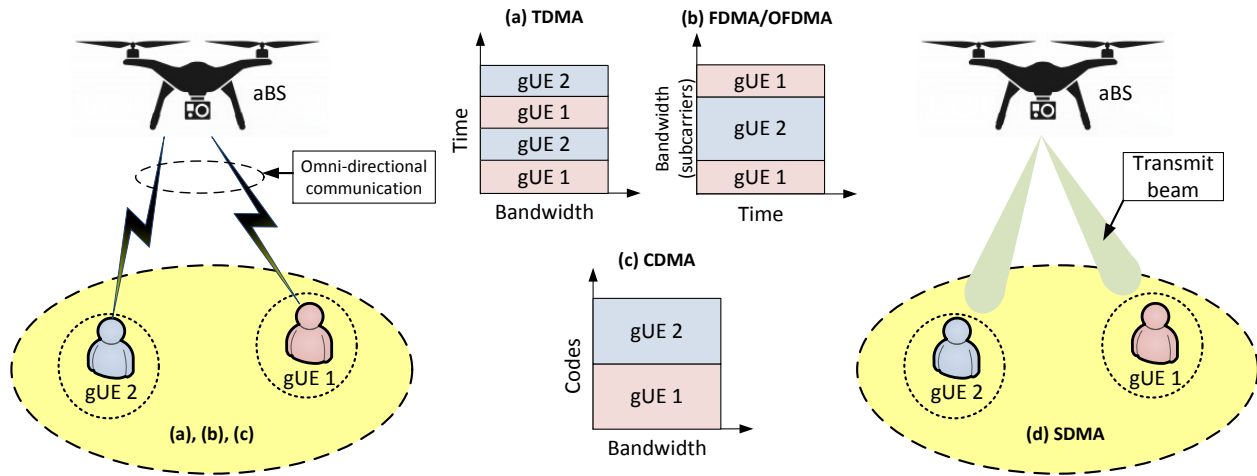 aBS
Omni-directional
communication
gUE 2
gUE 1
(a), (b), (c)
(a) TDMA
Time
gUE 2
gUE 1
gUE 2
gUE 1
Bandwidth
(b) FDMA/OFDMA
Bandwidth
(subcarriers)
gUE 1
gUE 2
gUE 1
Time
(c) CDMA
Codes
gUE 2
gUE 1
Bandwidth
aBS
Transmit
beam
gUE 2
gUE 1
(d) SDMA